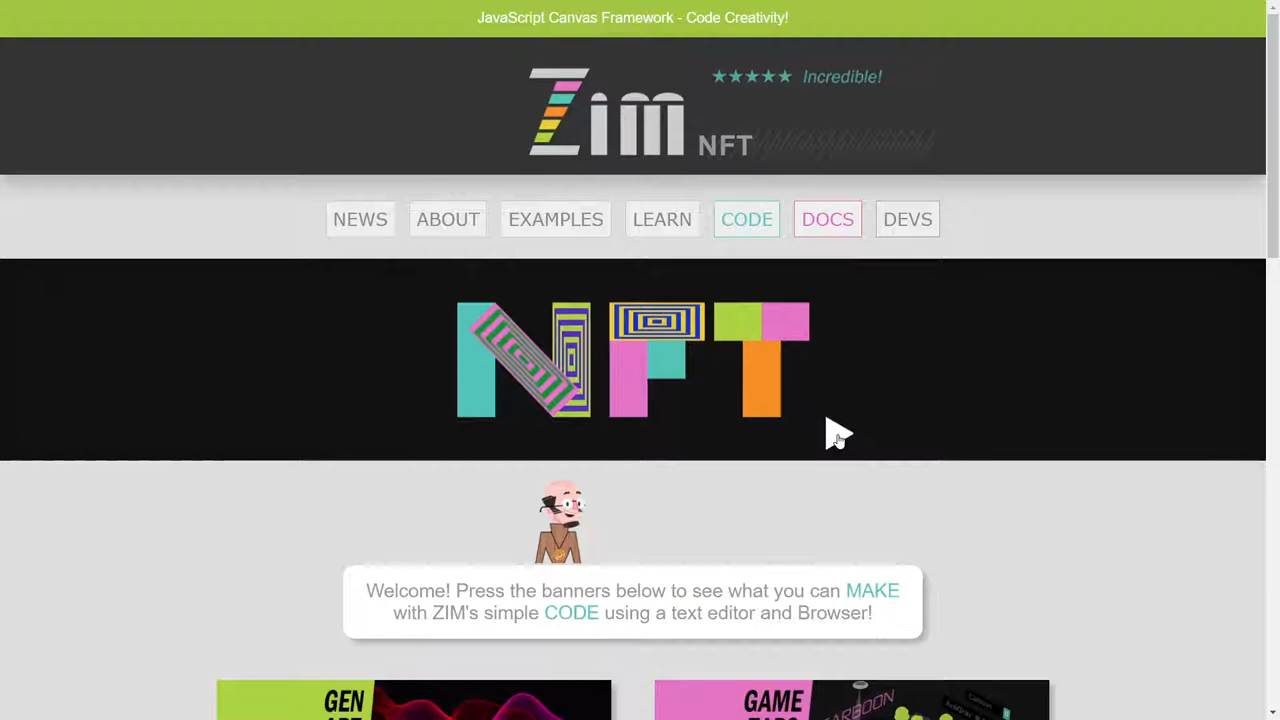 JavaScript Canvas Framework - Code Creativity!
Zim NFT
★★★★★ Incredible!
NEWS ABOUT EXAMPLES LEARN CODE DOCS DEVS
NFT
Welcome! Press the banners below to see what you can MAKE
with ZIM's simple CODE using a text editor and Browser!
GEN
GAME